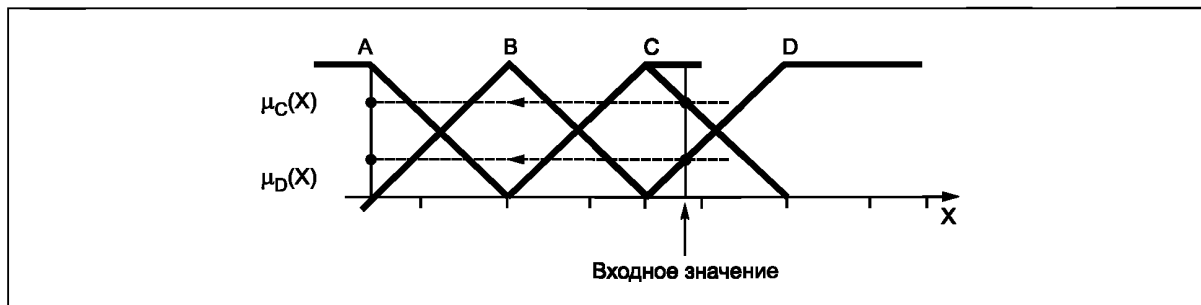 A B C D
μC(X)
μD(X)
X
Входное значение